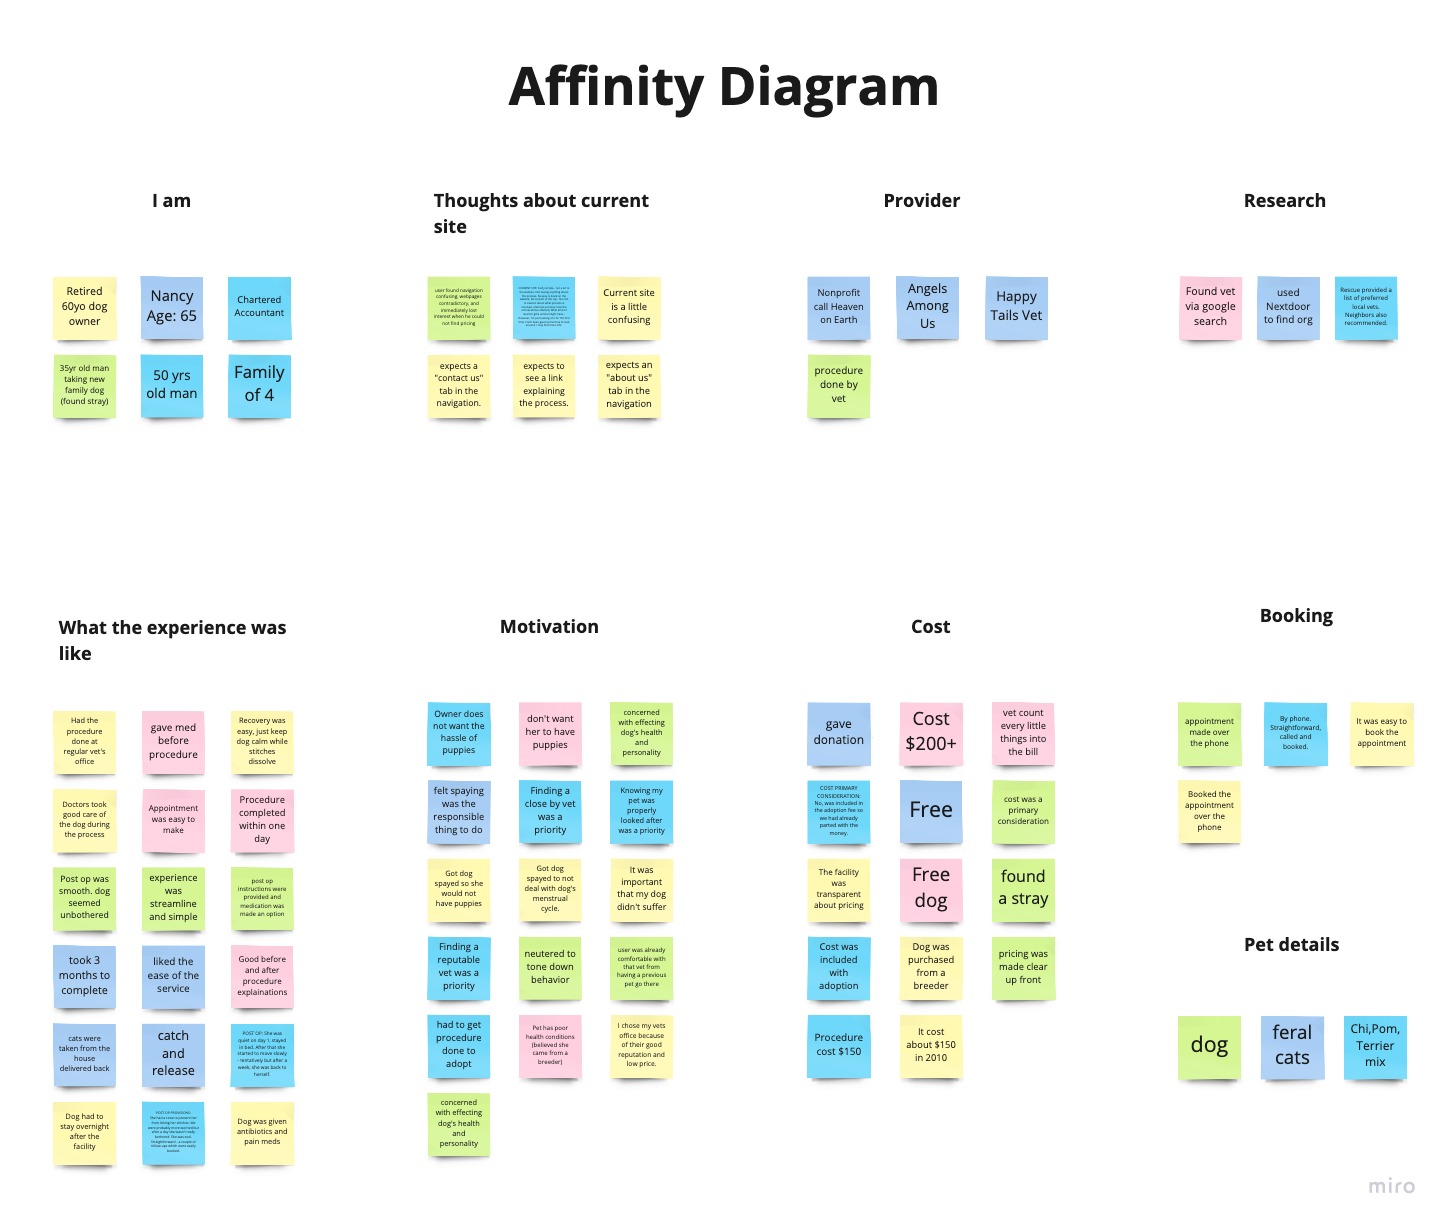 Affinity Diagram
I am
Retired
60yo dog
owner
Nancy
Age: 65
Chartered
Accountant
35yr old man
taking new
family dog
(found stray)
50 yrs
old man
Family
of 4
Thoughts about current
site
user found navigation
confusing, webpages
contradictory, and
immediately lost
interest when he could
not find pricing
Current site
is a little
confusing
expects a
"contact us"
tab in the
navigation.
expects to
see a link
explaining
the process.
expects an
"about us"
tab in the
navigation
Provider
Nonprofit
call Heaven
on Earth
Angels
Among
Us
Happy
Tails Vet
procedure
done by
vet
Research
Found vet
via google
search
used
Nextdoor
to find org
Rescue provided a
list of preferred
local vets.
Neighbors also
recommended.
What the experience was
like
Had the
procedure
done at
regular vet's
office
gave med
before
procedure
Recovery was
easy, just keep
dog calm while
stitches
dissolve
Doctors took
good care of
the dog during
the process
Appointment
was easy to
make
Procedure
completed
within one
day
Post op was
smooth. dog
seemed
unbothered
experience
was
streamline
and simple
post op
instructions were
provided and
medication was
made an option
took 3
months to
complete
liked the
ease of the
service
Good before
and after
procedure
explainations
cats were
taken from the
house
delivered back
catch
and
release
POST OP: She was
quiet on day 1, stayed
in bed. After that she
started to move slowly
- tentatively but after a
week, she was back to
herself.
Dog had to
stay overnight
after the
facility
Dog was given
antibiotics and
pain meds
Motivation
Owner does
not want the
hassle of
puppies
don't want
her to have
puppies
concerned
with effecting
dog's health
and
personality
felt spaying
was the
responsible
thing to do
Finding a
close by vet
was a
priority
Knowing my
pet was
properly
looked after
was a priority
Got dog
spayed so she
would not
have puppies
Got dog
spayed to not
deal with dog's
menstrual
cycle.
It was
important
that my dog
didn't suffer
Finding a
reputable
vet was a
priority
neutered to
tone down
behavior
user was already
comfortable with
that vet from
having a previous
pet go there
had to get
procedure
done to
adopt
Pet has poor
health conditions
(believed she
came from a
breeder)
I chose my vets
office because
of their good
reputation and
low price.
concerned
with effecting
dog's health
and
personality
Cost
gave
donation
Cost
$200+
vet count
every little
things into
the bill
COST PRIMARY
CONSIDERATION:
No, was included in
the adoption fee so
we had already
parted with the
money.
Free
cost was a
primary
consideration
The facility
was
transparent
about pricing
Free
dog
found
a stray
Cost was
included
with
adoption
Dog was
purchased
from a
breeder
pricing was
made clear
up front
Procedure
cost $150
It cost
about $150
in 2010
Booking
appointment
made over
the phone
By phone.
Straightforward,
called and
booked.
It was easy to
book the
appointment
Booked the
appointment
over the
phone
Pet details
dog
feral
cats
Chi,Pom,
Terrier
mix
miro